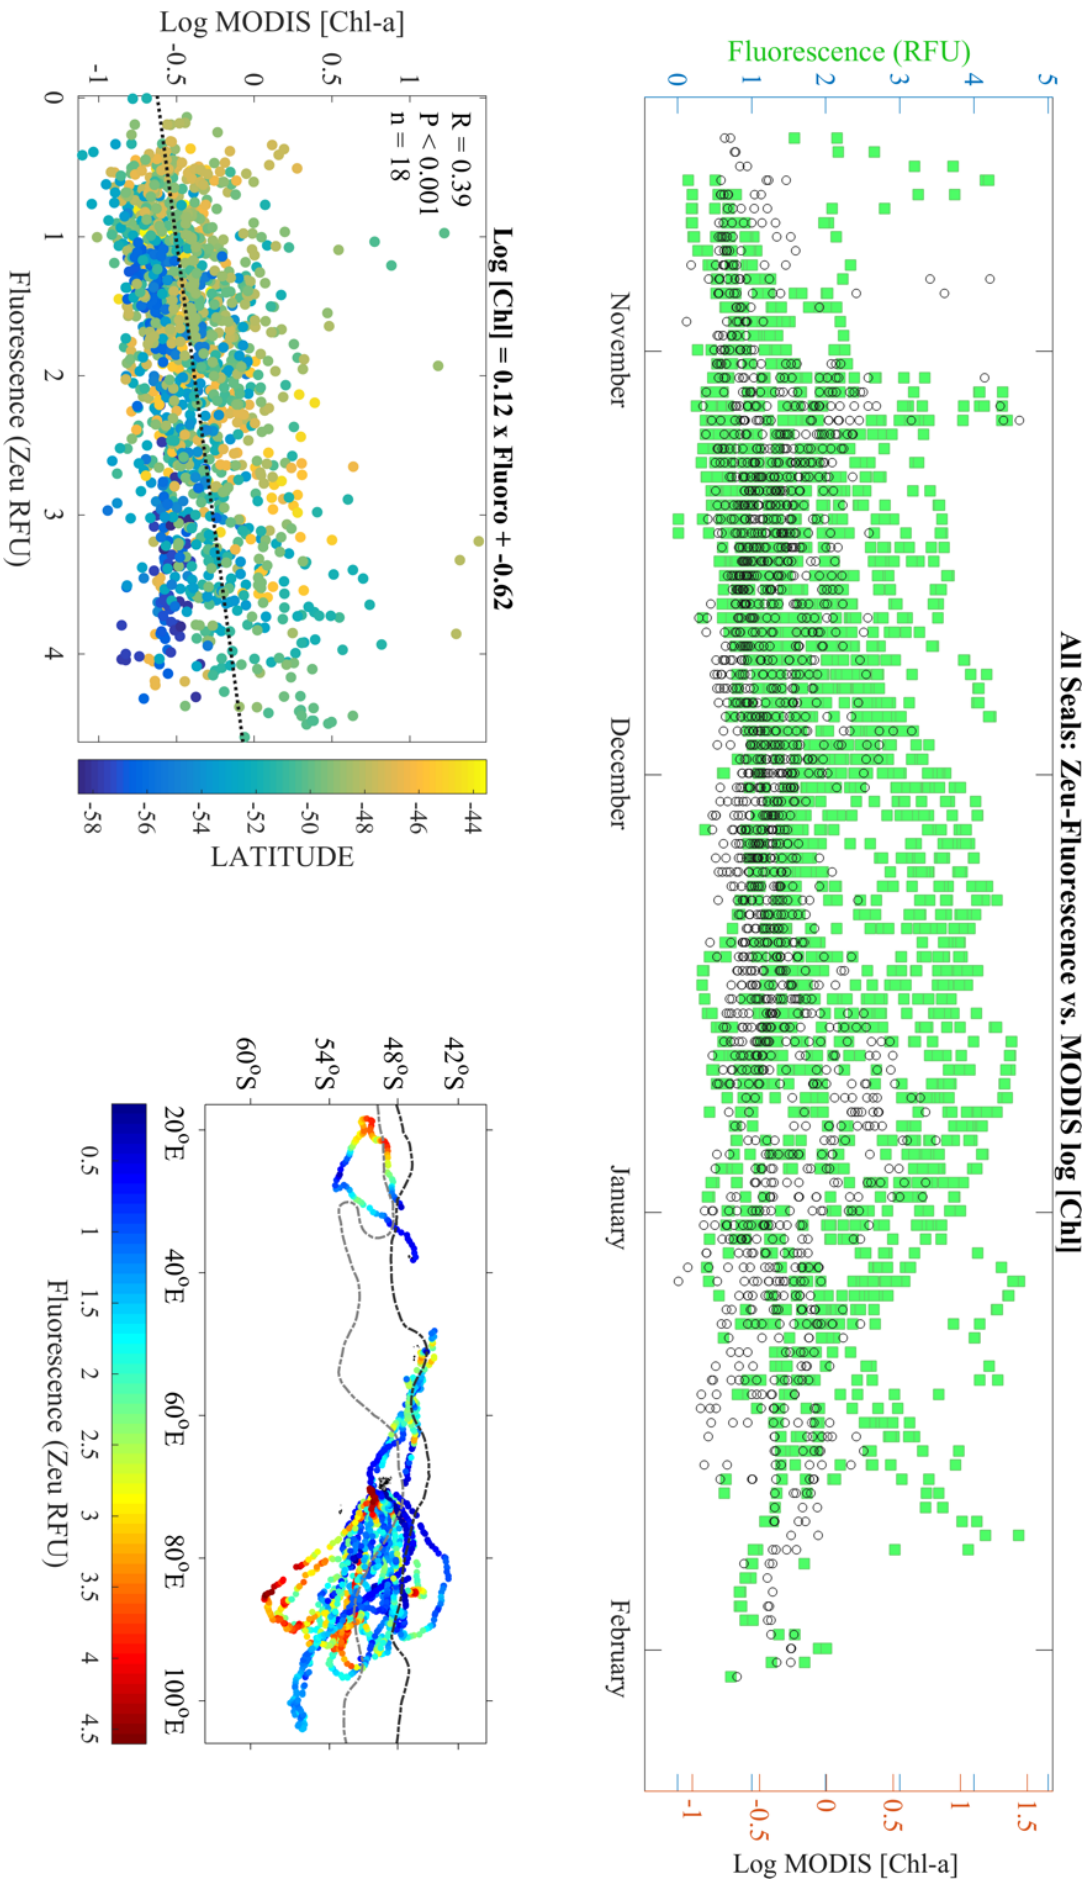 All Seals: Zeu-Fluorescence vs. MODIS log [Chl]
Fluorescence (RFU)
5
4
3
2
1
0
Log MODIS [Chl-a]
1.5
1
0.5
0
-0.5
-1
November
December
January
February
Log [Chl] = 0.12 x Fluoro + -0.62
R = 0.39
P < 0.001
n = 18
Log MODIS [Chl-a]
1
0.5
0
-0.5
-1
0
1
2
3
4
Fluorescence (Zeu RFU)
-44
-46
-48
-50
-52
-54
-56
-58
LATITUDE
42°S
48°S
54°S
60°S
20°E
40°E
60°E
80°E
100°E
0.5
1
1.5
2
2.5
3
3.5
4
4.5
Fluorescence (Zeu RFU)